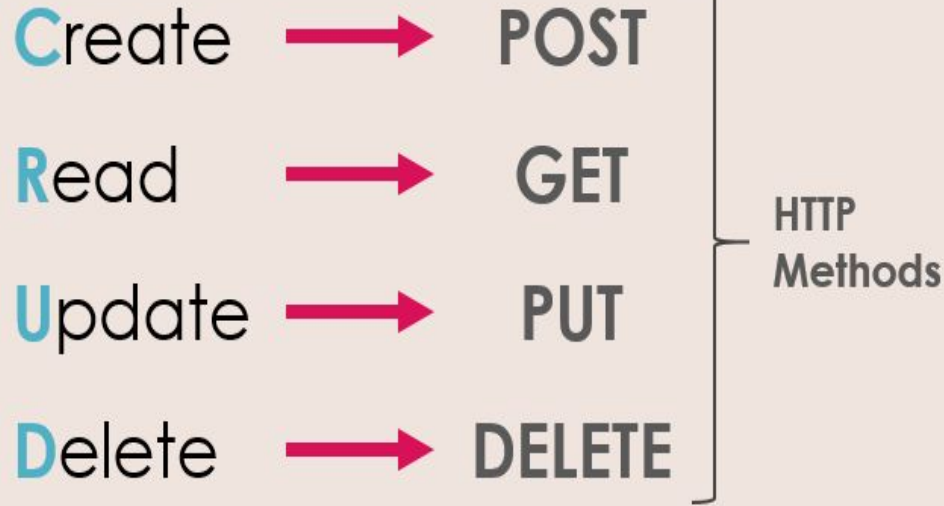 Create POST
Read GET
HTTP
Methods
Update PUT
Delete DELETE